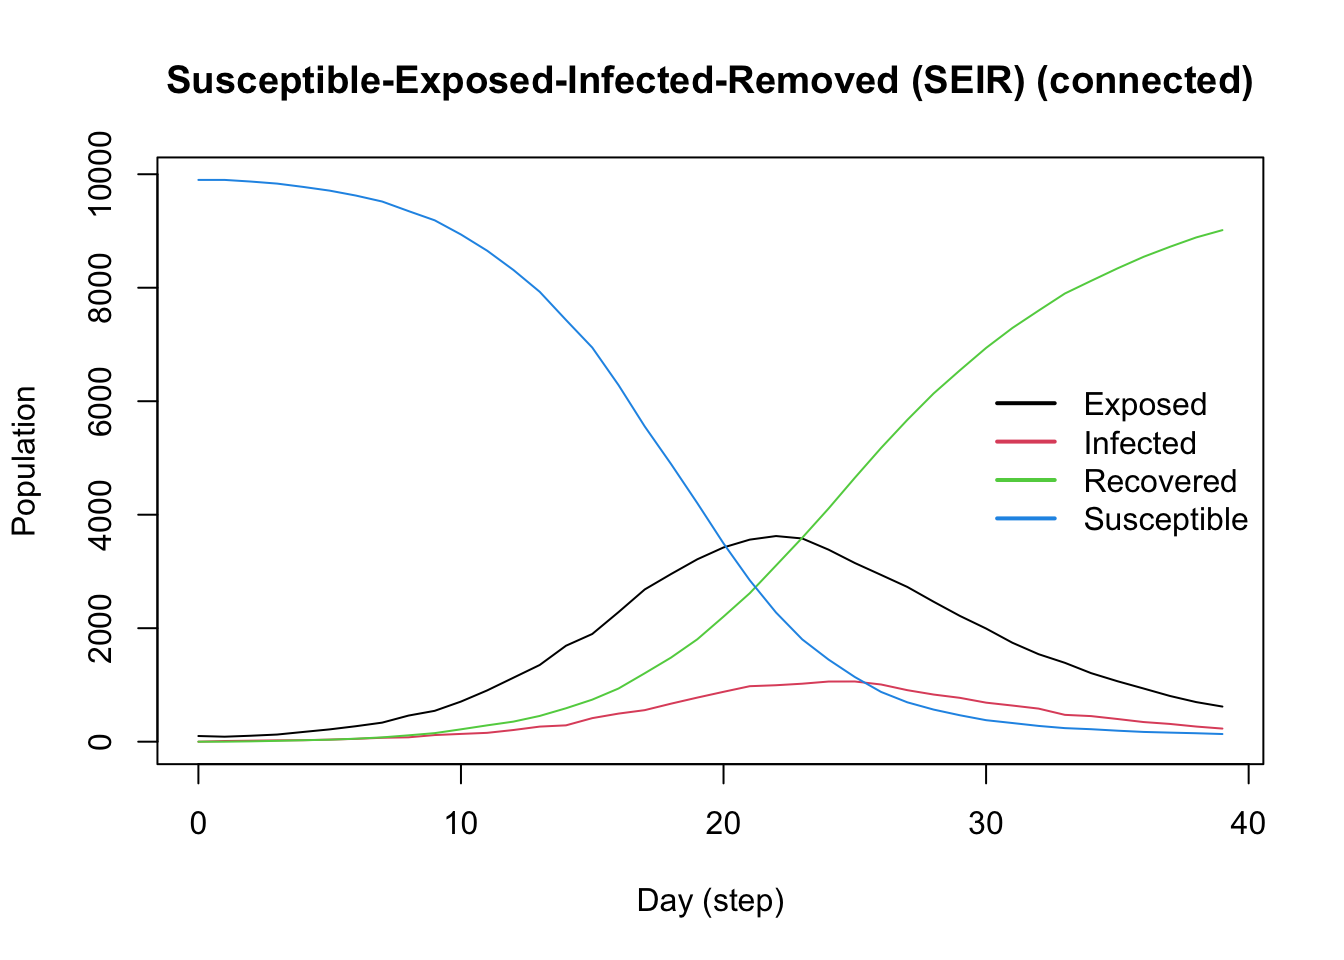 Susceptible-Exposed-Infected-Removed (SEIR) (connected)
Population
10000
8000
6000
4000
2000
0
Exposed
Infected
Recovered
Susceptible
0 10 20 30 40
Day (step)